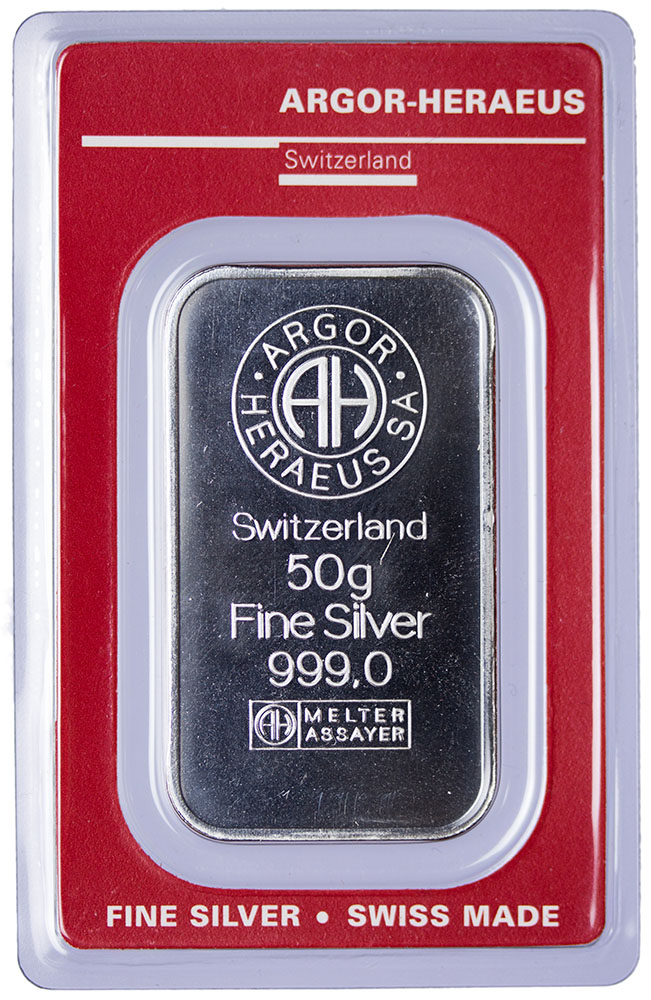 ARGOR-HERAEUS
Switzerland
· ARGOR ·
HERAEUS SA
AH
Switzerland
50g
Fine Silver
999,0
AH MELTER
ASSAYER
FINE SILVER • SWISS MADE